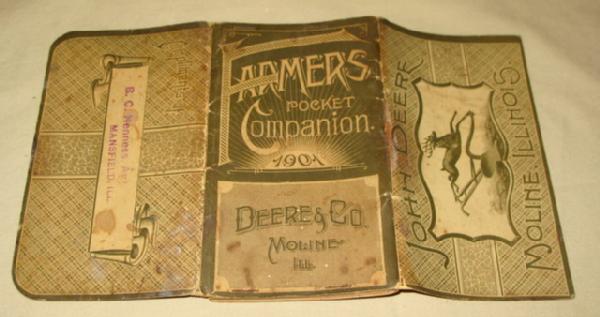 FARMER'S
POCKET
Companion.
1901
DEERE & CO.
MOLINE
ILL.
JOHN DEERE
MOLINE ILLINOIS
MANSFIELD, ILL.